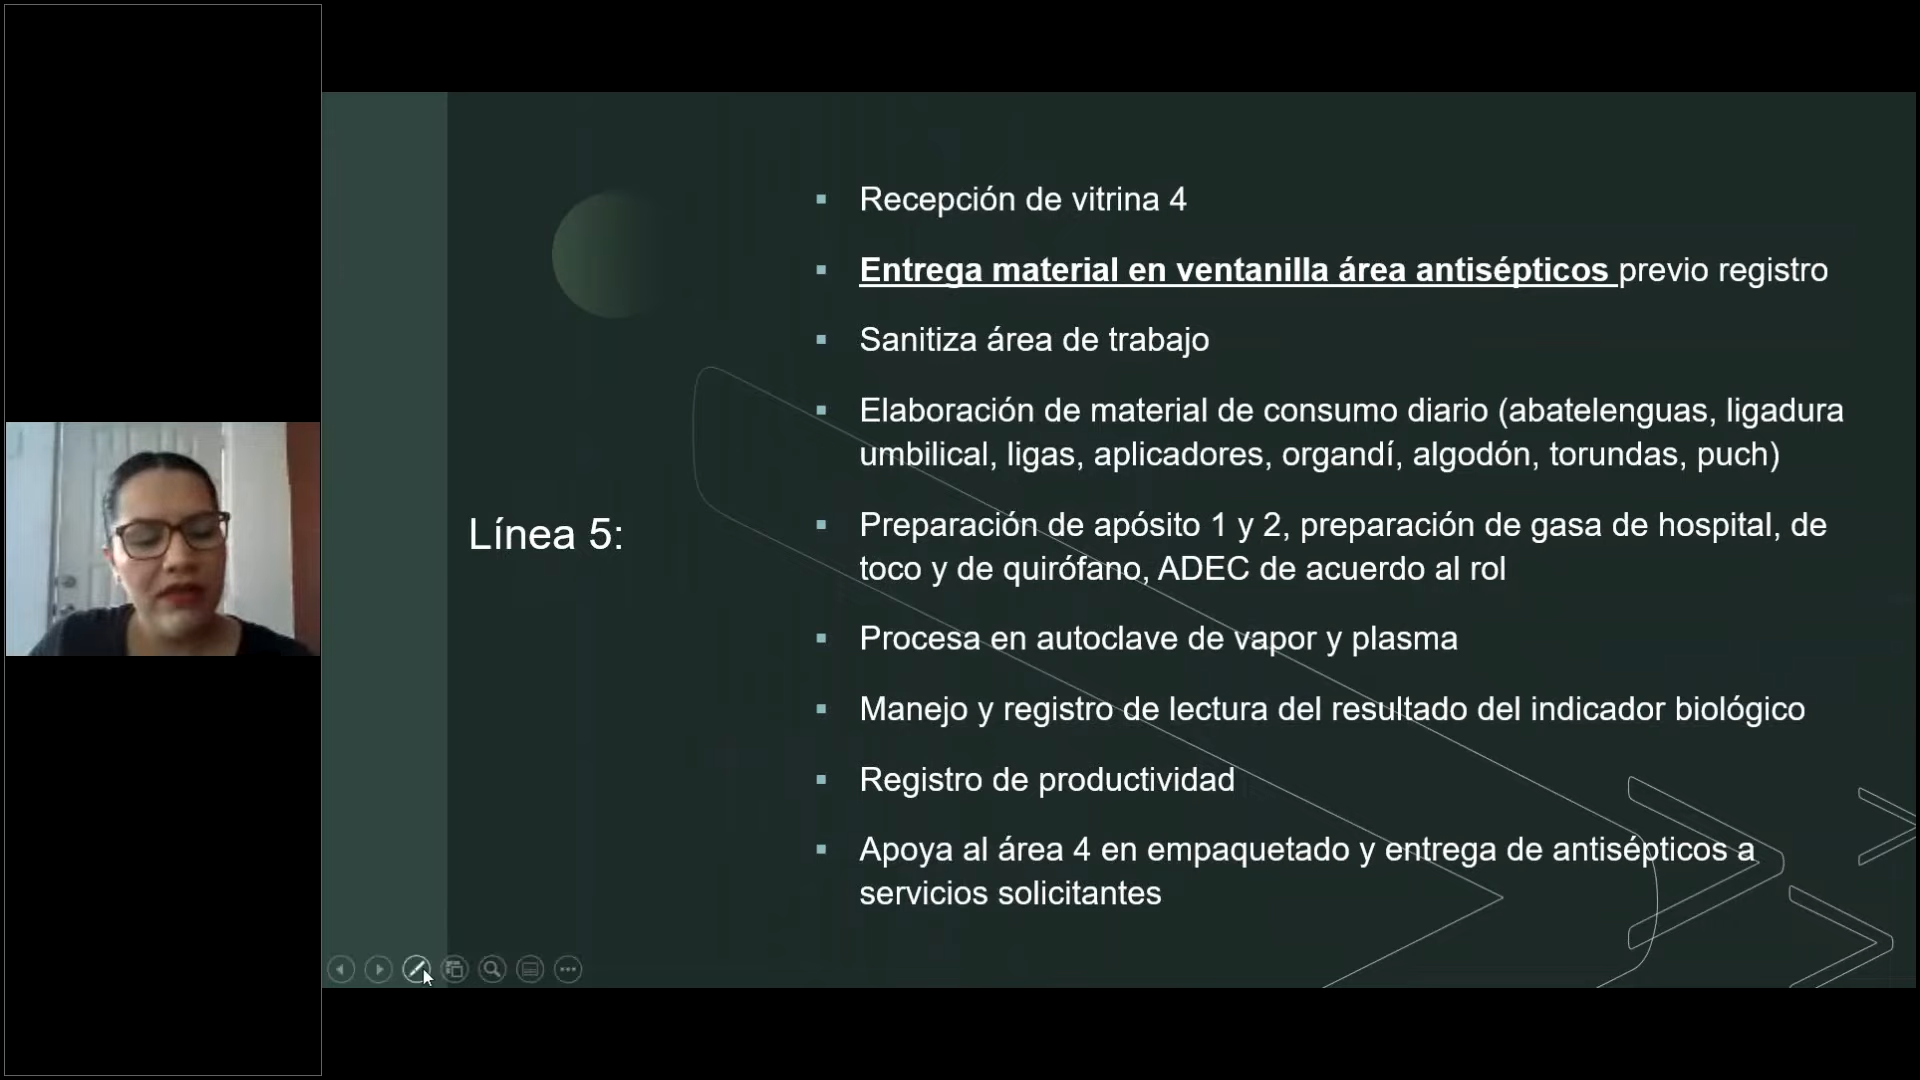 Línea 5:
Recepción de vitrina 4
Entrega material en ventanilla área antisépticos previo registro
Sanitiza área de trabajo
Elaboración de material de consumo diario (abatelenguas, ligadura
umbilical, ligas, aplicadores, organdí, algodón, torundas, puch)
Preparación de apósito 1 y 2, preparación de gasa de hospital, de
toco y de quirófano, ADEC de acuerdo al rol
Procesa en autoclave de vapor y plasma
Manejo y registro de lectura del resultado del indicador biológico
Registro de productividad
Apoya al área 4 en empaquetado y entrega de antisépticos a
servicios solicitantes